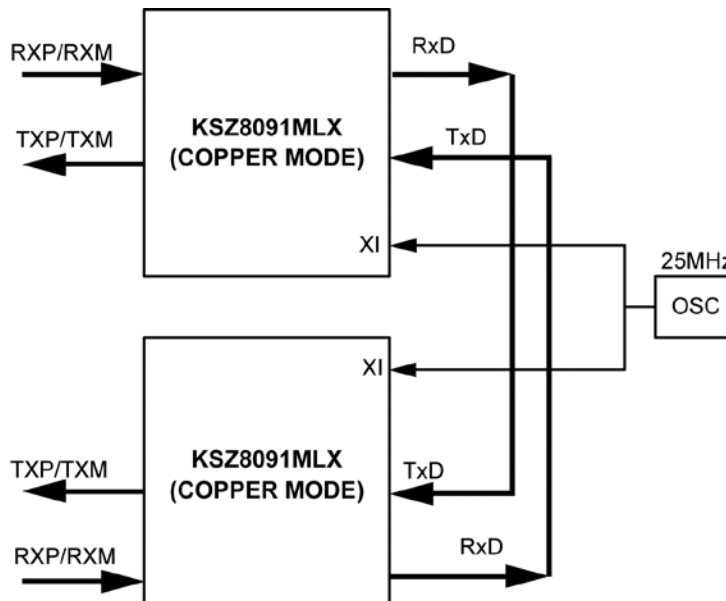 RXP/RXM
RxD
KSZ8091MLX
(COPPER MODE)
TXP/TXM
TxD
XI
25MHz
OSC
XI
KSZ8091MLX
(COPPER MODE)
TXP/TXM
TxD
RXP/RXM
RxD